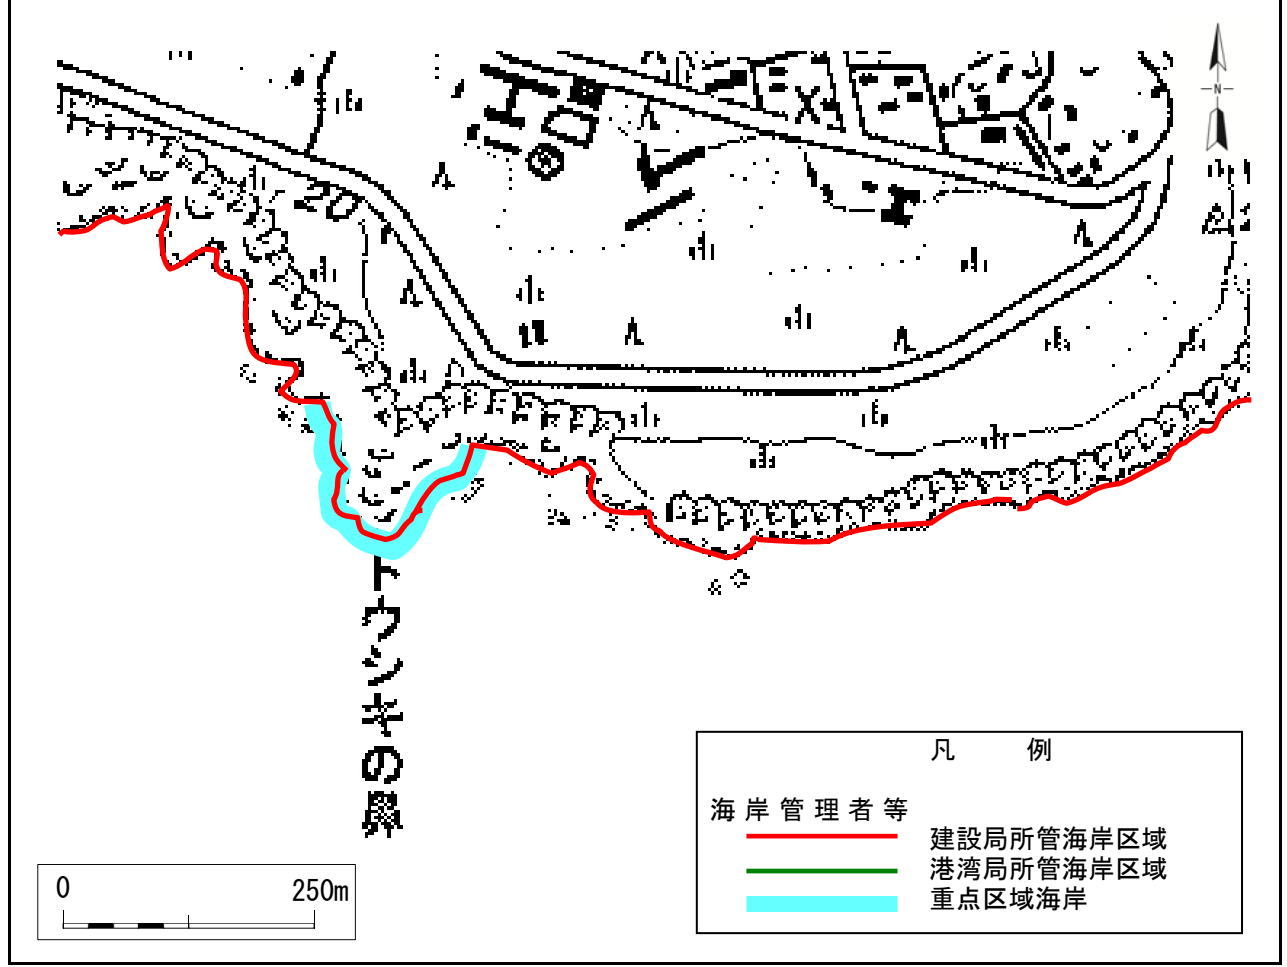 N
20
トウシキの鼻
凡 例
海岸管理者等
建設局所管海岸区域
港湾局所管海岸区域
重点区域海岸
0 250m